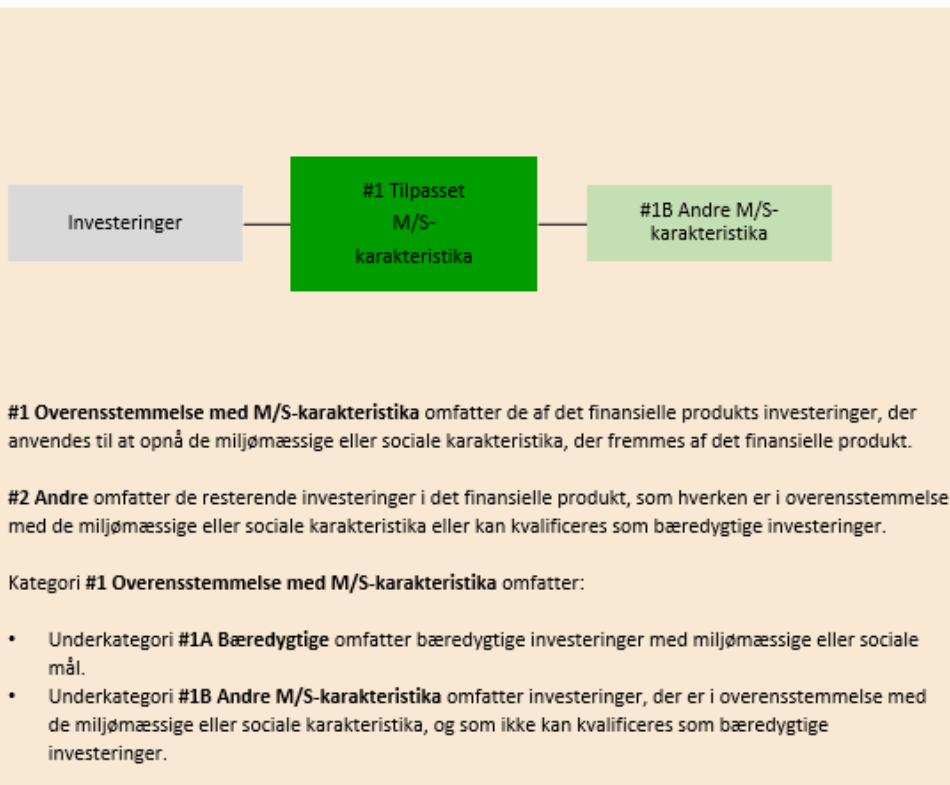 Investeringer
#1 Tilpasset
M/S-
karakteristika
#1B Andre M/S-
karakteristika
#1 Overensstemmelse med M/S-karakteristika omfatter de af det finansielle produkts investeringer, der
anvendes til at opnå de miljømæssige eller sociale karakteristika, der fremmes af det finansielle produkt.
#2 Andre omfatter de resterende investeringer i det finansielle produkt, som hverken er i overensstemmelse
med de miljømæssige eller sociale karakteristika eller kan kvalificeres som bæredygtige investeringer.
Kategori #1 Overensstemmelse med M/S-karakteristika omfatter:
• Underkategori #1A Bæredygtige omfatter bæredygtige investeringer med miljømæssige eller sociale
mål.
• Underkategori #1B Andre M/S-karakteristika omfatter investeringer, der er i overensstemmelse med
de miljømæssige eller sociale karakteristika, og som ikke kan kvalificeres som bæredygtige
investeringer.